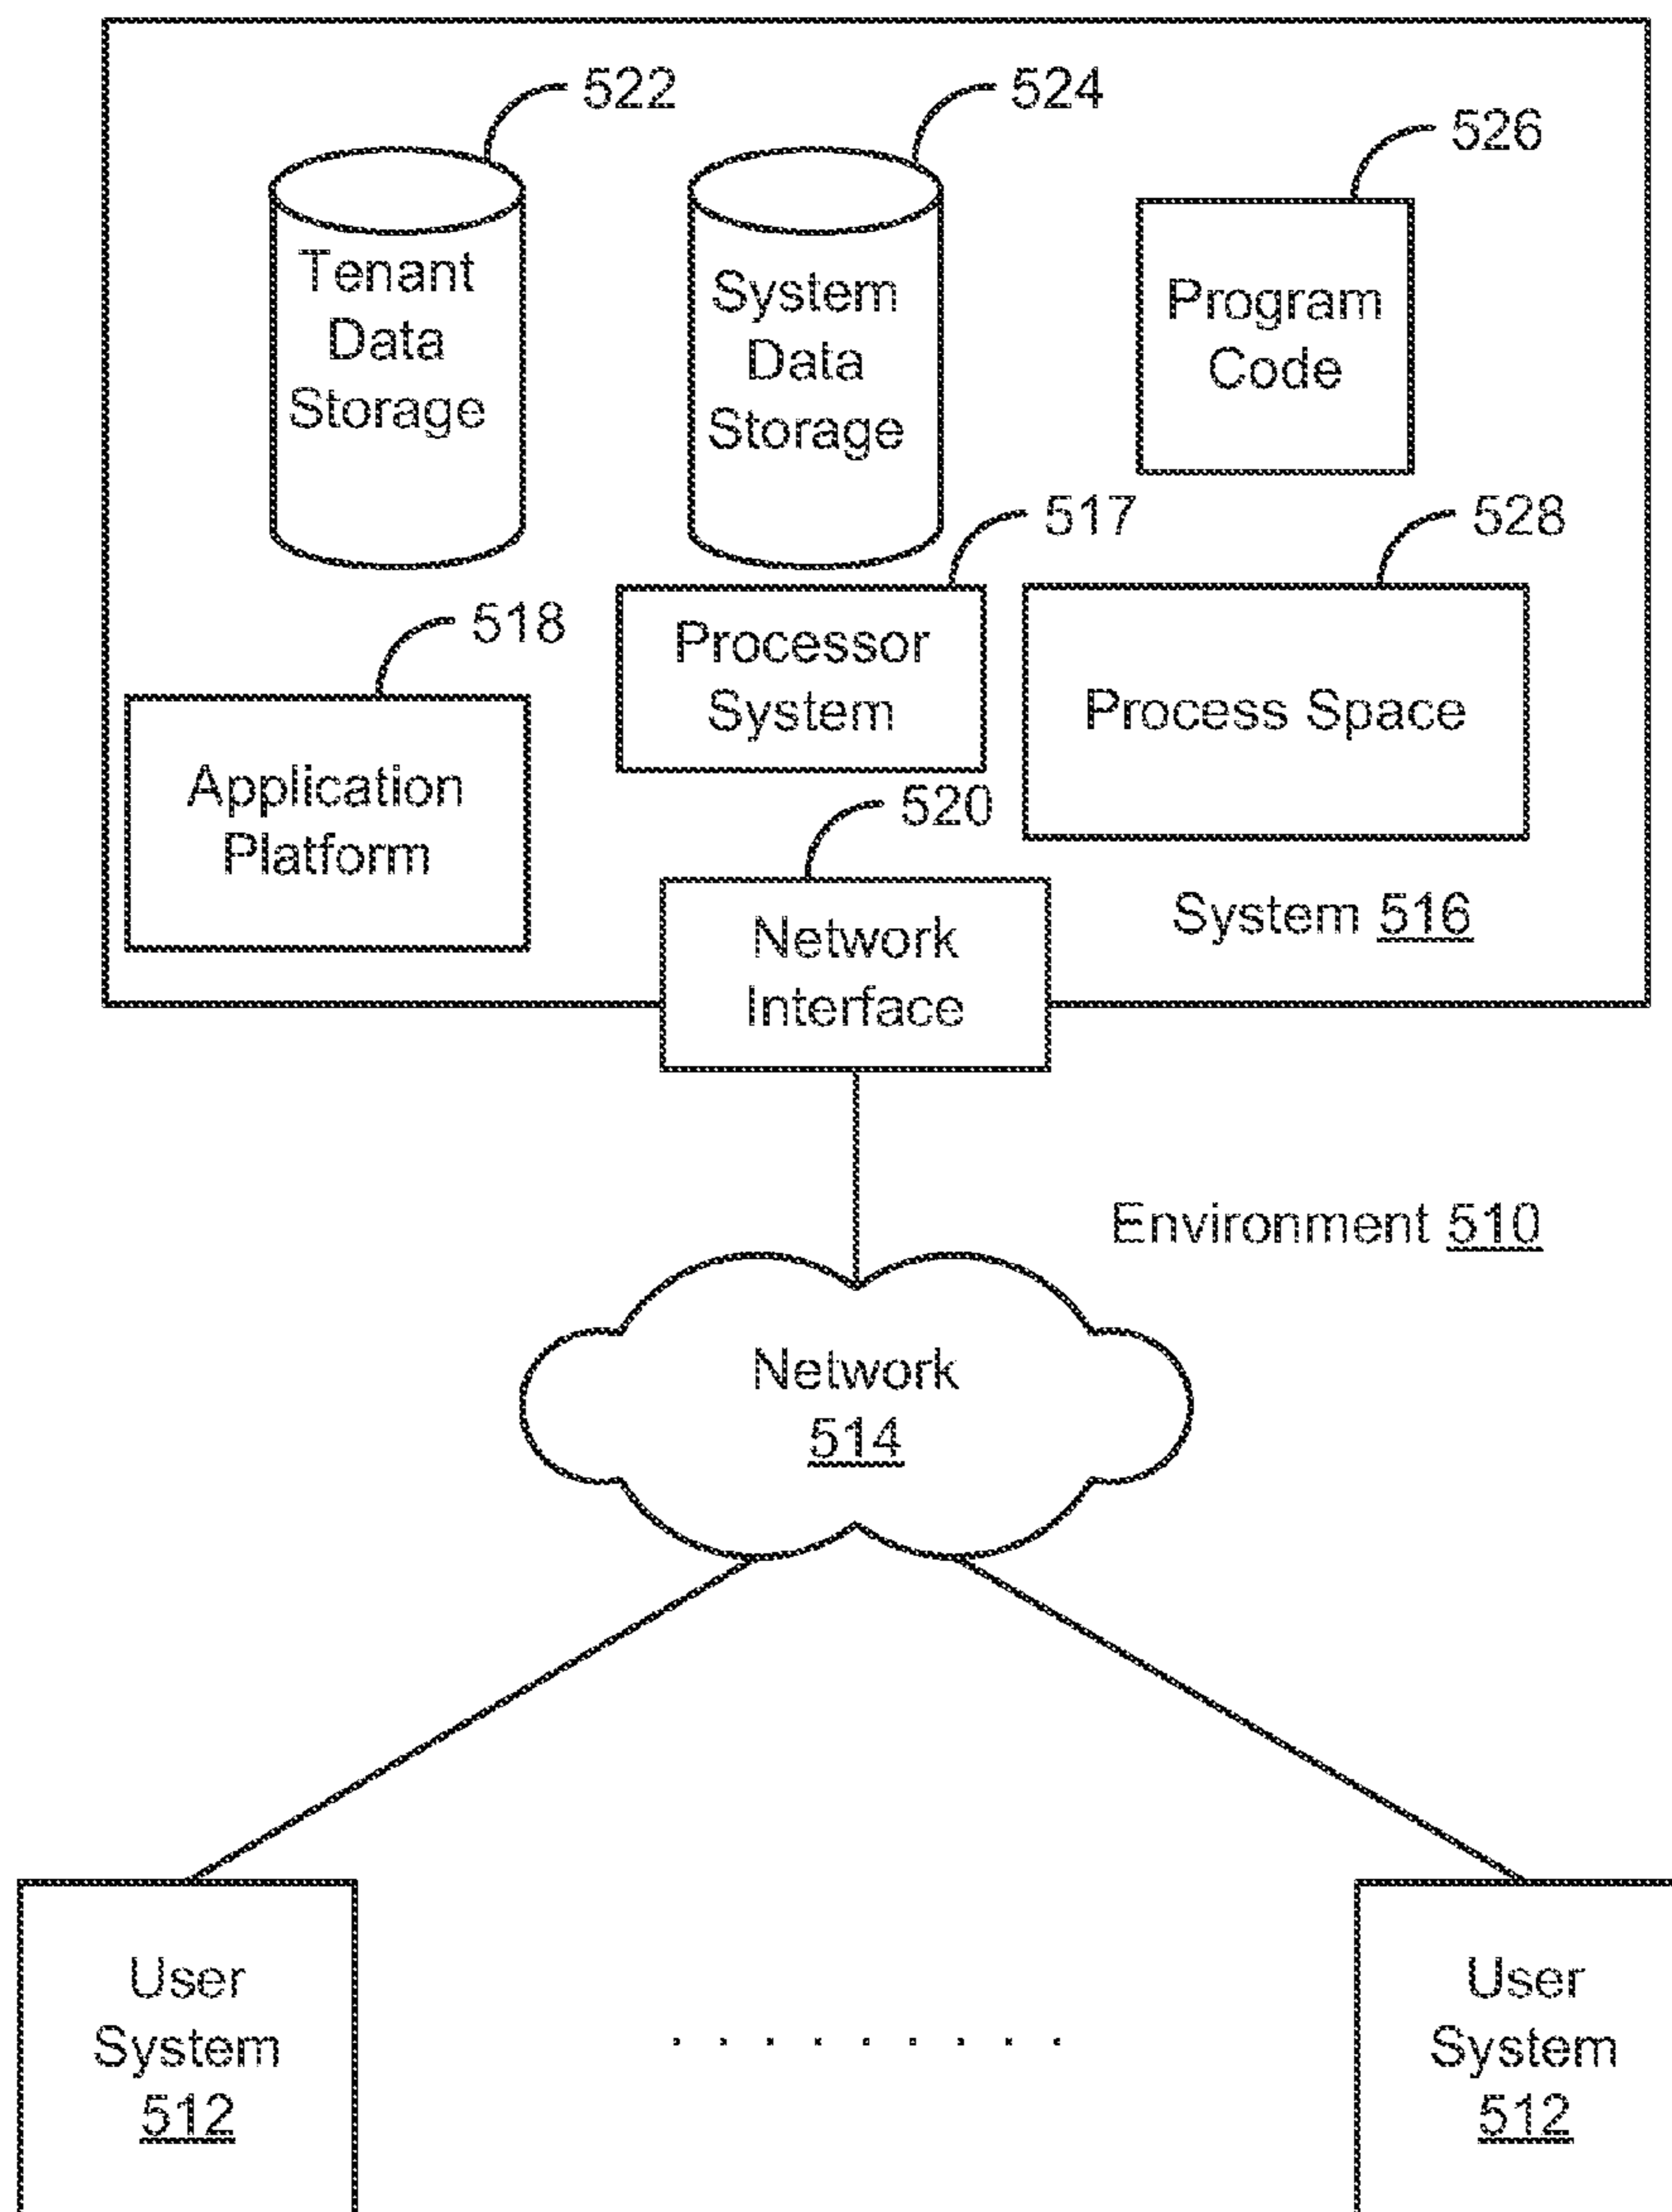 522
524
526
Tenant
Data
Storage
System
Data
Storage
Program
Code
517
528
518
Processor
System
Process Space
Application
Platform
520
Network
Interface
System 516
Environment 510
Network
514
User
System
512
User
System
512